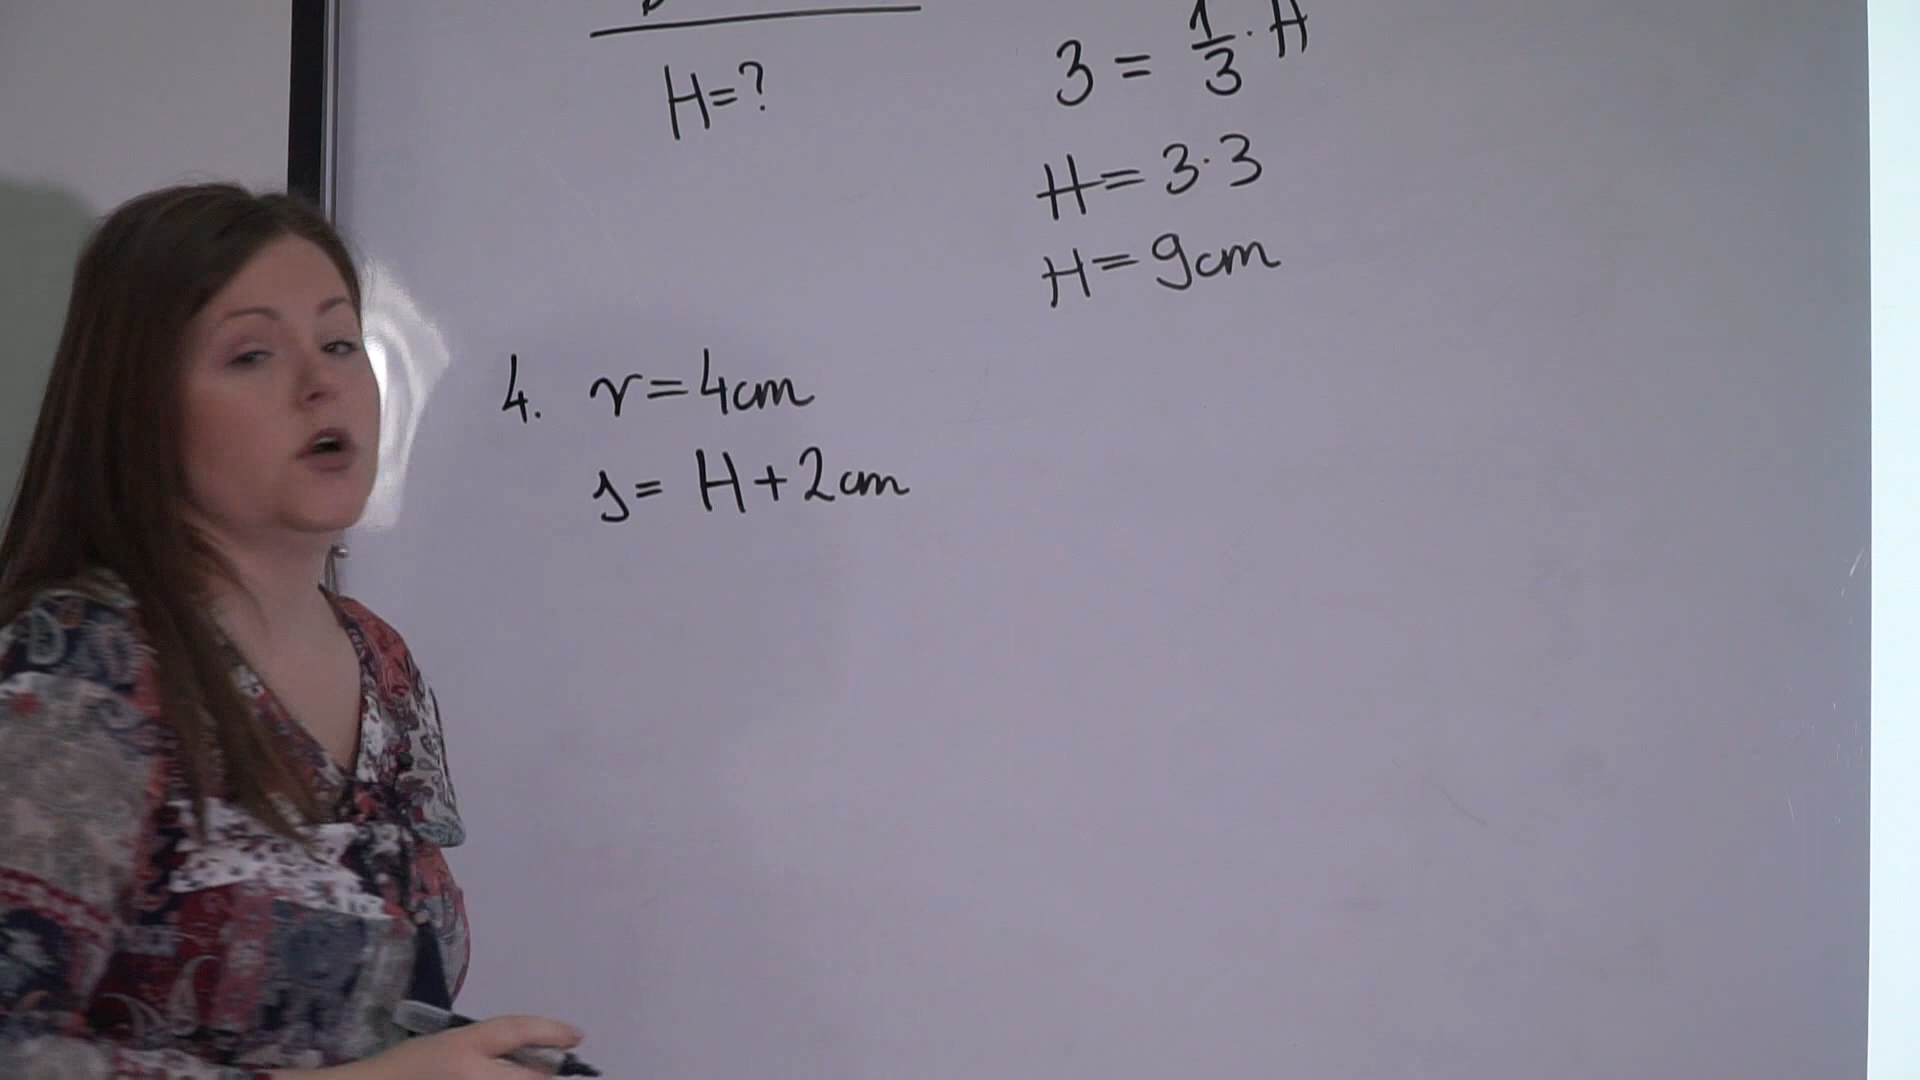 H=?
3 = 1/3 · H
H = 3·3
H = 9cm
4. r = 4cm
s = H + 2cm